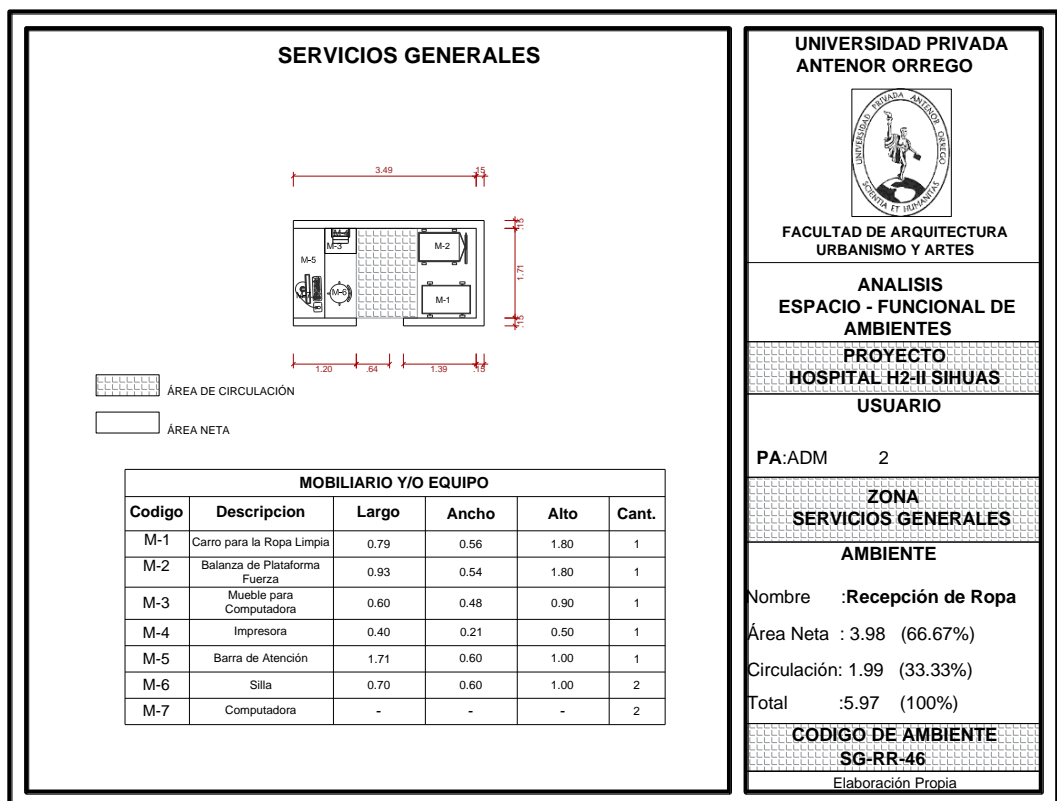 SERVICIOS GENERALES
3.49
.15
.15
M-4
M-3
M-2
M-5
1.71
M-6
M-1
.15
1.20
.64
1.39
.15
ÁREA DE CIRCULACIÓN
ÁREA NETA
MOBILIARIO Y/O EQUIPO
Codigo Descripcion Largo Ancho Alto Cant.
M-1 Carro para la Ropa Limpia 0.79 0.56 1.80 1
M-2 Balanza de Plataforma Fuerza 0.93 0.54 1.80 1
M-3 Mueble para Computadora 0.60 0.48 0.90 1
M-4 Impresora 0.40 0.21 0.50 1
M-5 Barra de Atención 1.71 0.60 1.00 1
M-6 Silla 0.70 0.60 1.00 2
M-7 Computadora - - - 2
UNIVERSIDAD PRIVADA
ANTENOR ORREGO
UNIVERSIDAD PRIVADA ANTENOR ORREGO
SCIENTIA ET HUMANITAS
FACULTAD DE ARQUITECTURA
URBANISMO Y ARTES
ANALISIS
ESPACIO - FUNCIONAL DE
AMBIENTES
PROYECTO
HOSPITAL H2-II SIHUAS
USUARIO
PA:ADM 2
ZONA
SERVICIOS GENERALES
AMBIENTE
Nombre :Recepción de Ropa
Área Neta : 3.98 (66.67%)
Circulación: 1.99 (33.33%)
Total :5.97 (100%)
CODIGO DE AMBIENTE
SG-RR-46
Elaboración Propia